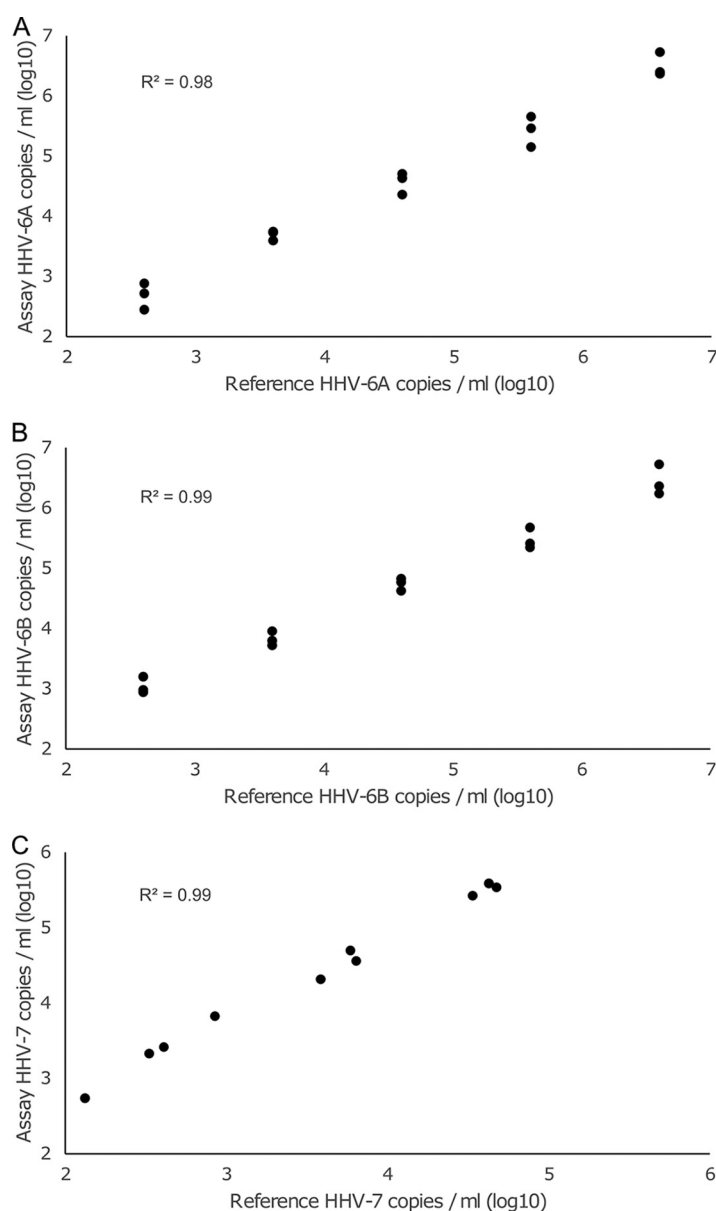 A
Assay HHV-6A copies / ml (log10)
7
6
5
4
3
2
R² = 0.98
2 3 4 5 6 7
Reference HHV-6A copies / ml (log10)
B
Assay HHV-6B copies / ml (log10)
7
6
5
4
3
2
R² = 0.99
2 3 4 5 6 7
Reference HHV-6B copies / ml (log10)
C
Assay HHV-7 copies / ml (log10)
6
5
4
3
2
R² = 0.99
2 3 4 5 6
Reference HHV-7 copies / ml (log10)